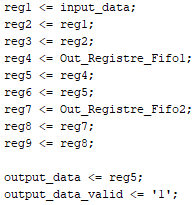 reg1 <= input_data;
reg2 <= reg1;
reg3 <= reg2;
reg4 <= Out_Registre_Fifo1;
reg5 <= reg4;
reg6 <= reg5;
reg7 <= Out_Registre_Fifo2;
reg8 <= reg7;
reg9 <= reg8;

output_data <= reg5;
output_data_valid <= '1';